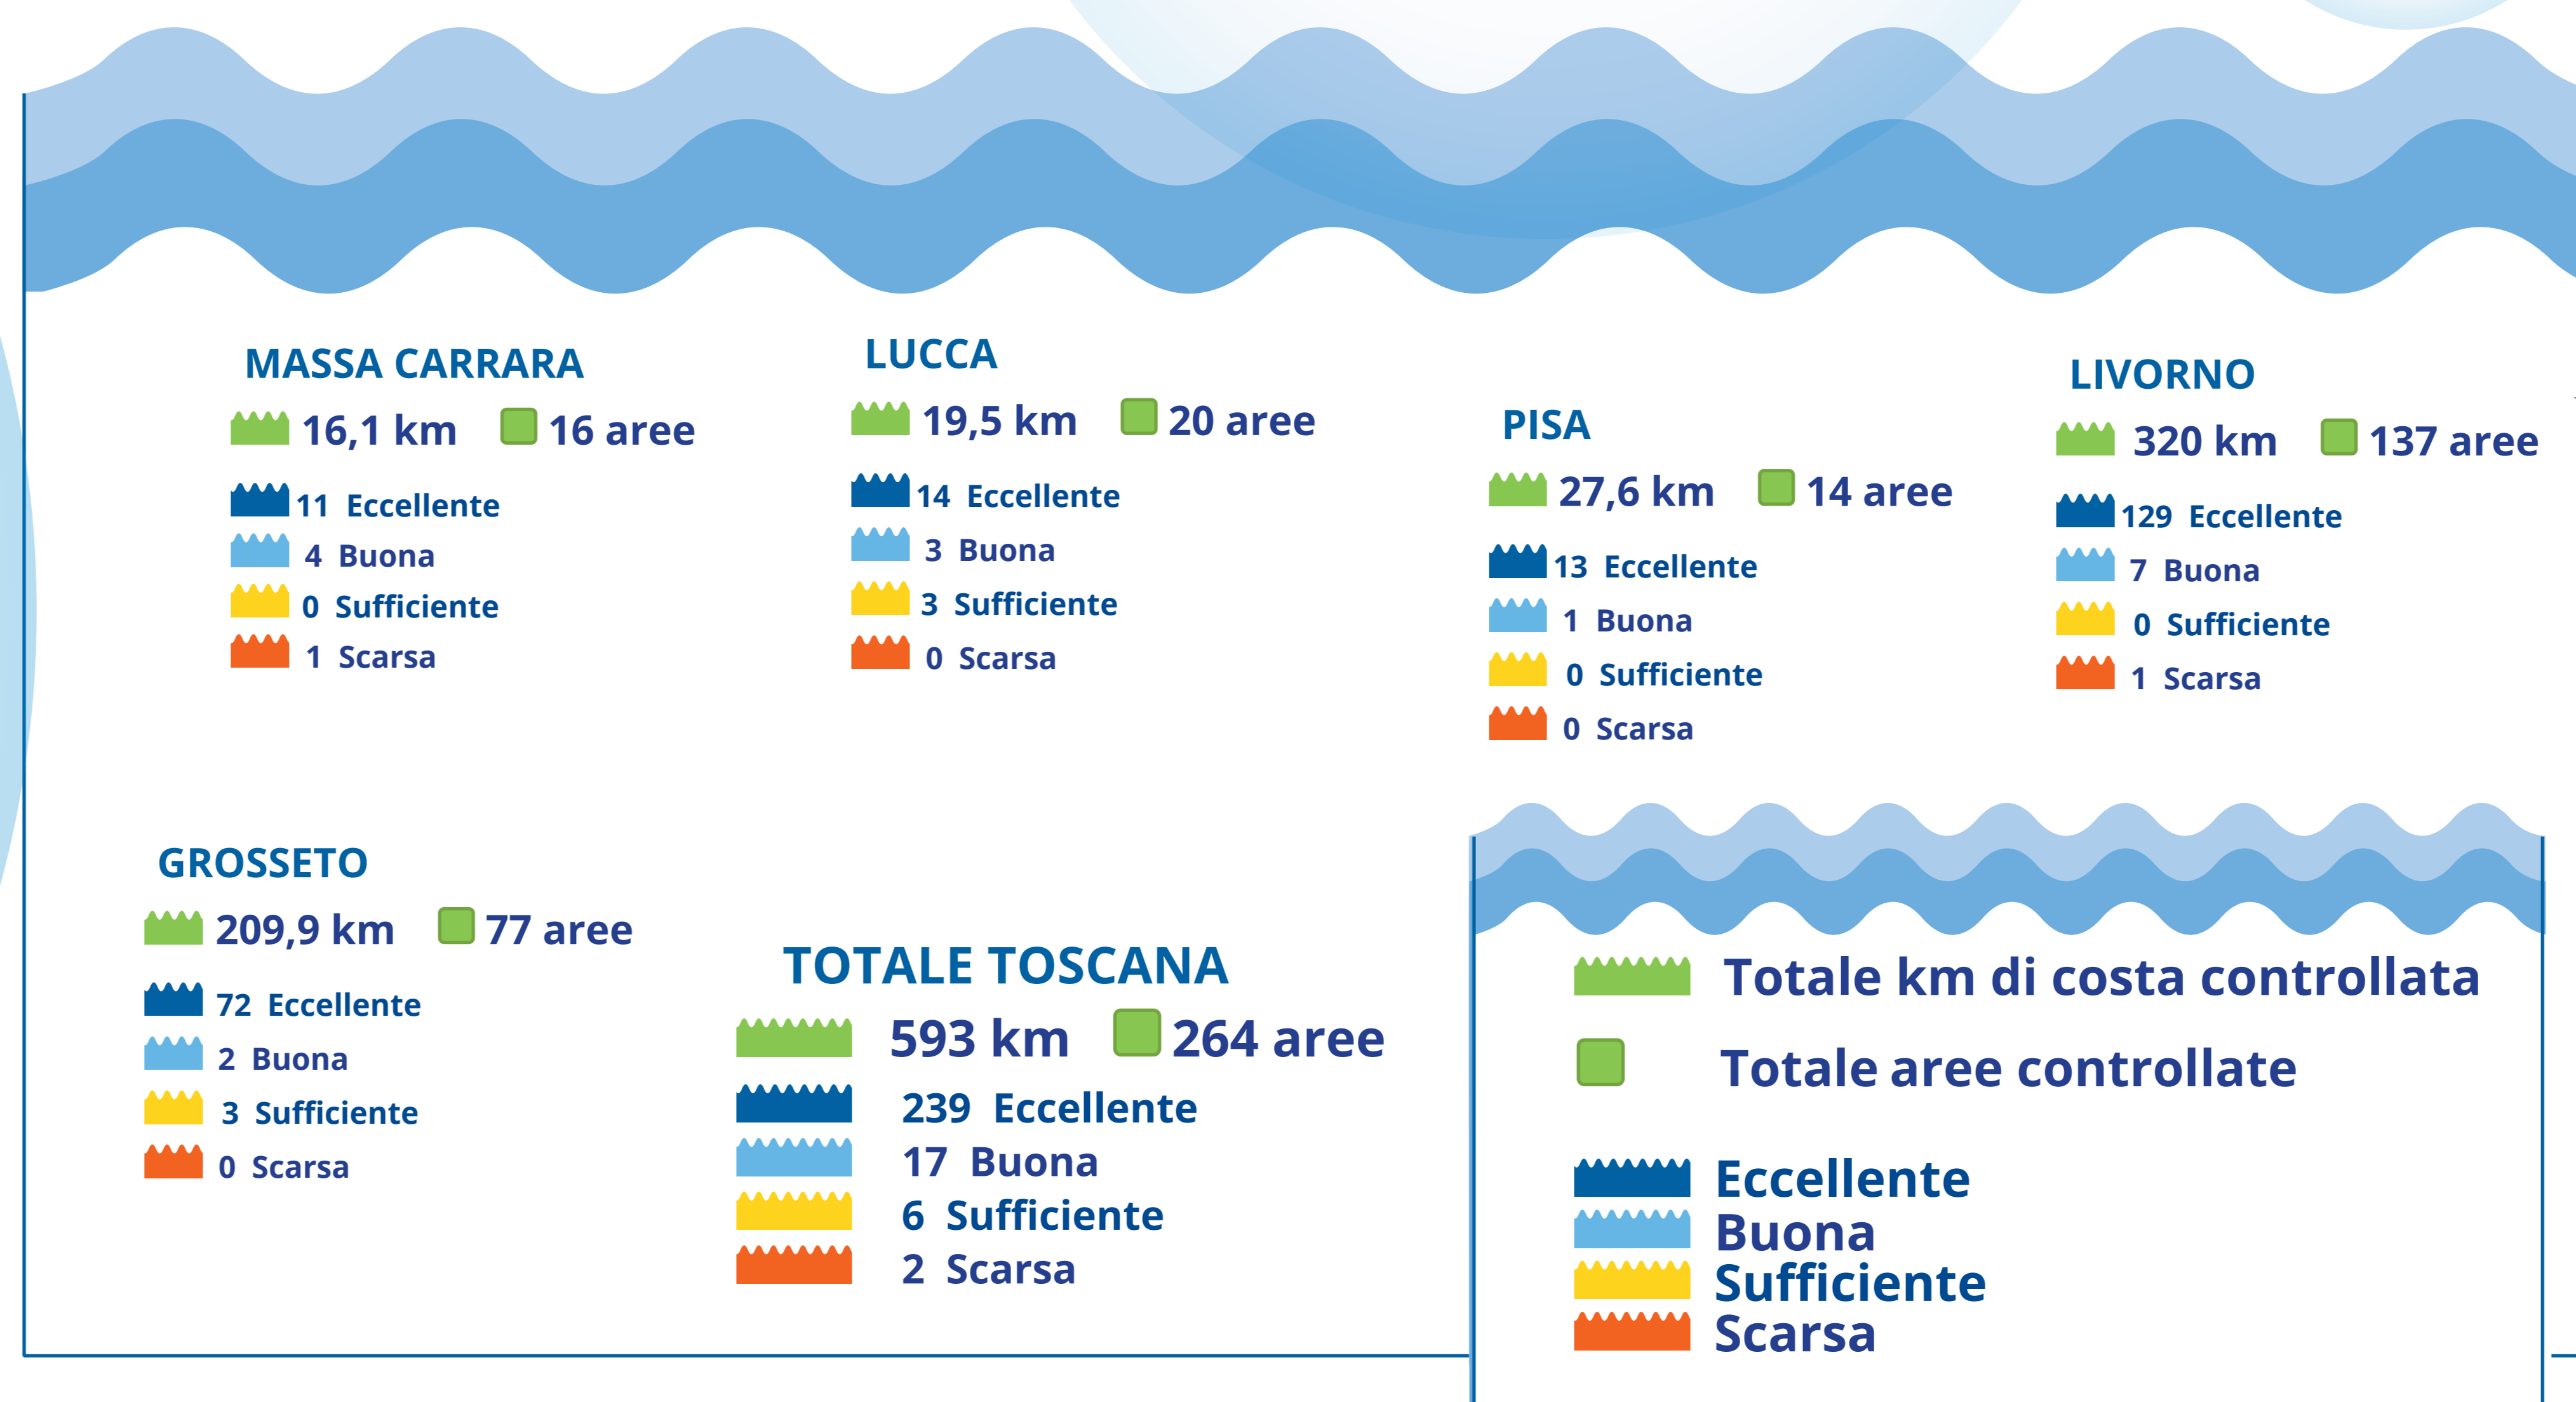 MASSA CARRARA
16,1 km 16 aree
11 Eccellente
4 Buona
0 Sufficiente
1 Scarsa
LUCCA
19,5 km 20 aree
14 Eccellente
3 Buona
3 Sufficiente
0 Scarsa
PISA
27,6 km 14 aree
13 Eccellente
1 Buona
0 Sufficiente
0 Scarsa
LIVORNO
320 km 137 aree
129 Eccellente
7 Buona
0 Sufficiente
1 Scarsa
GROSSETO
209,9 km 77 aree
72 Eccellente
2 Buona
3 Sufficiente
0 Scarsa
TOTALE TOSCANA
593 km 264 aree
239 Eccellente
17 Buona
6 Sufficiente
2 Scarsa
Totale km di costa controllata
Totale aree controllate
Eccellente
Buona
Sufficiente
Scarsa